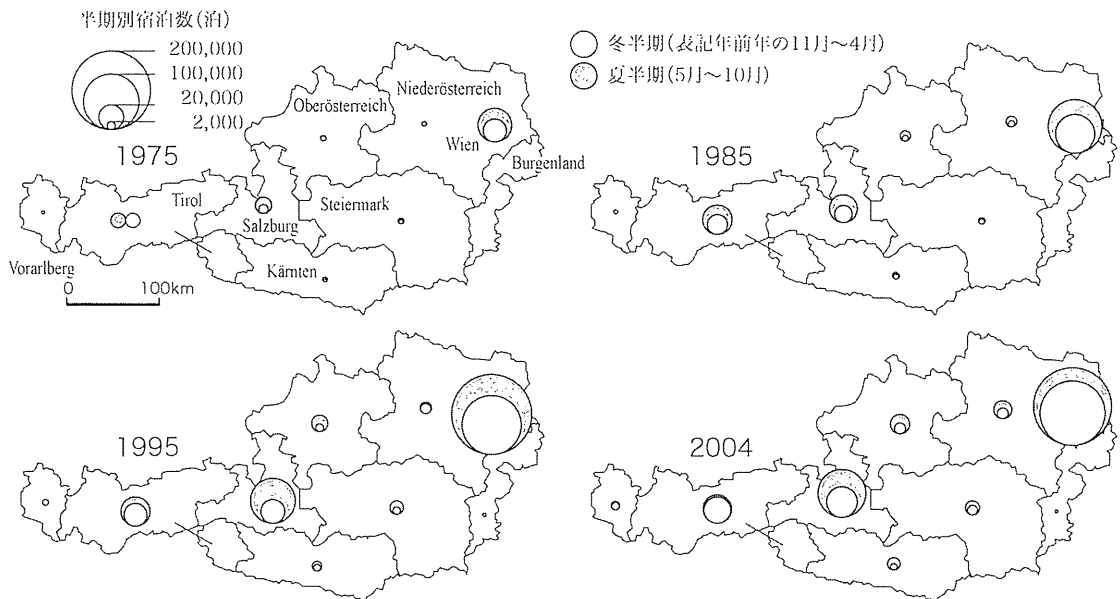 半期別宿泊数(泊)
200,000
100,000
20,000
2,000
冬半期(表記年前年の11月～4月)
夏半期(5月～10月)
1975
Oberösterreich
Niederösterreich
Wien
Burgenland
Tirol
Salzburg
Steiermark
Vorarlberg
Kärnten
0 100km
1985
1995
2004